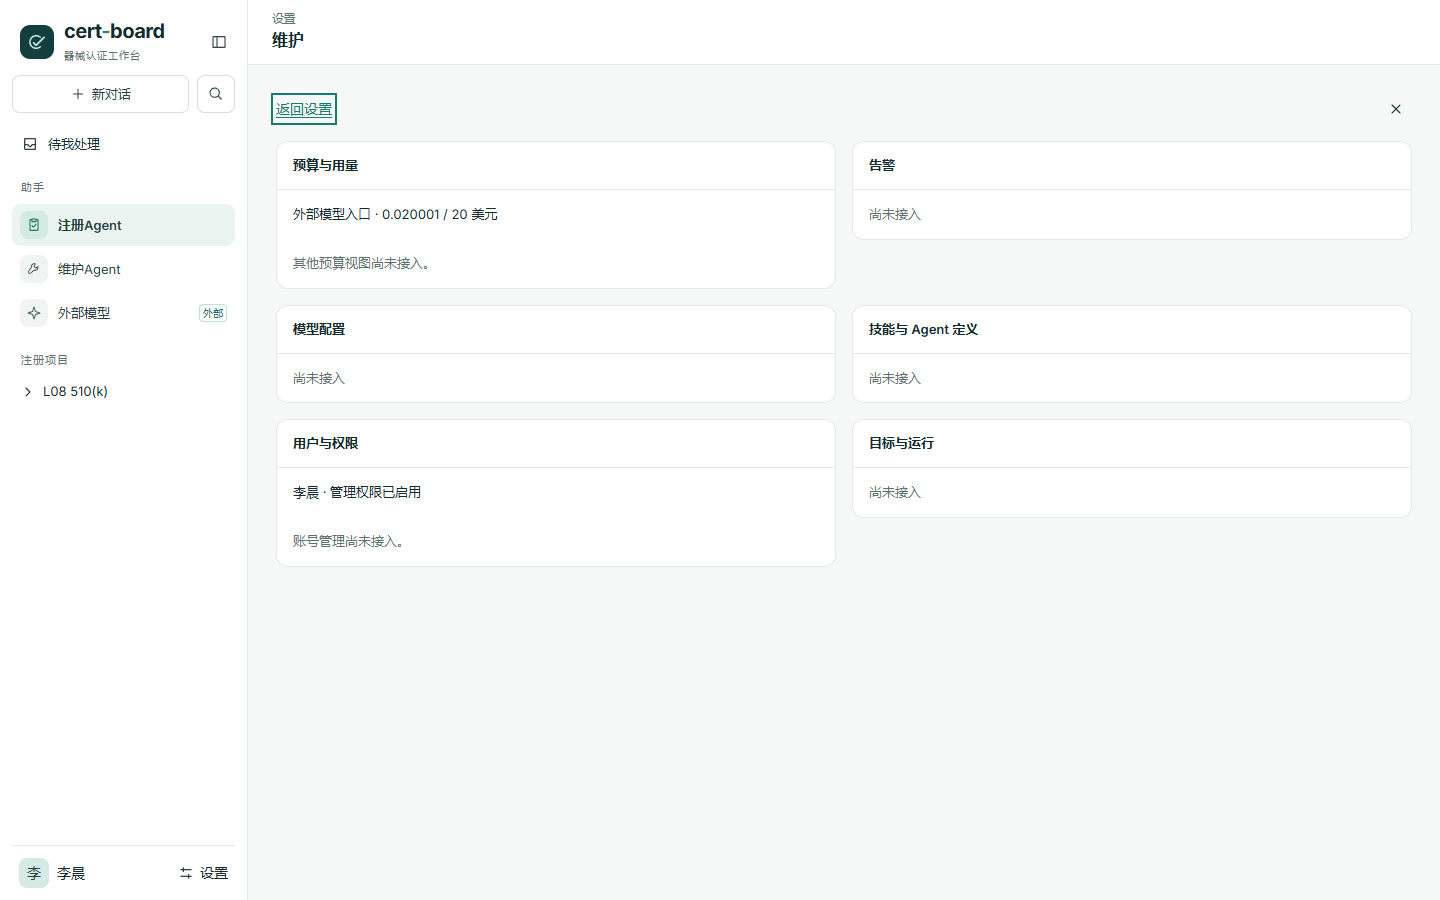 cert-board
器械认证工作台
新对话
待我处理
助手
注册Agent
维护Agent
外部模型
外部
注册项目
L08 510(k)
李
李晨
设置
设置
维护
返回设置
预算与用量
外部模型入口 · 0.020001 / 20 美元
其他预算视图尚未接入。
告警
尚未接入
模型配置
尚未接入
技能与 Agent 定义
尚未接入
用户与权限
李晨 · 管理权限已启用
账号管理尚未接入。
目标与运行
尚未接入